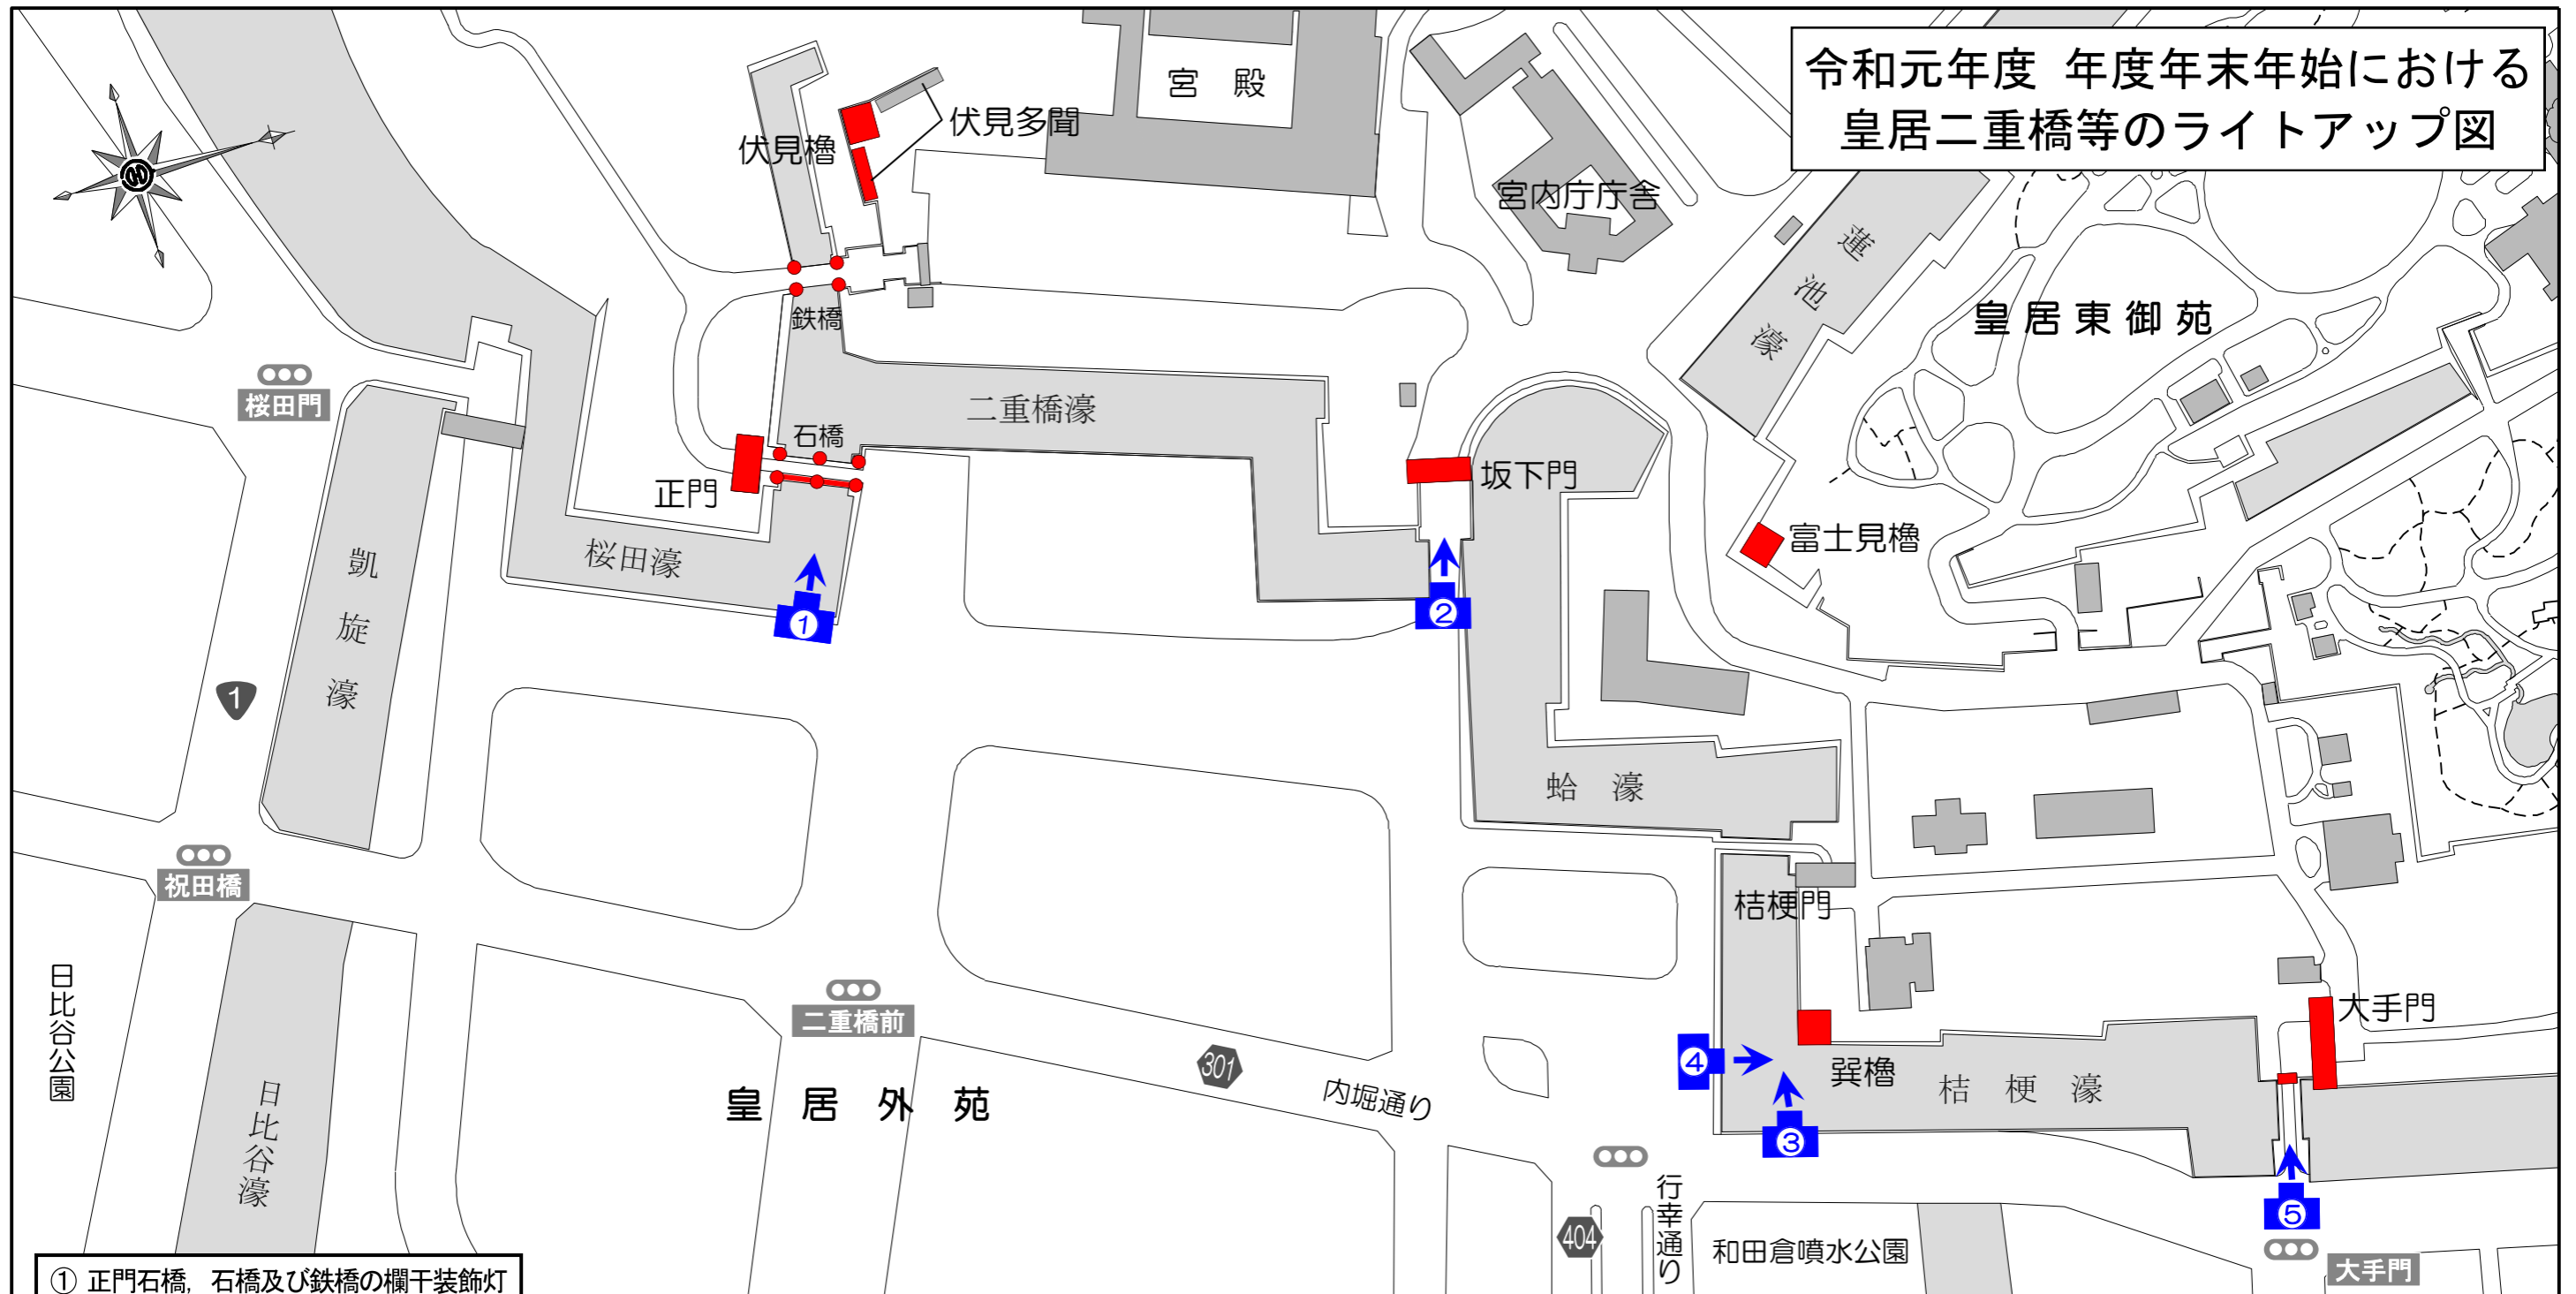 令和元年度 年度年末年始における
皇居二重橋等のライトアップ図
宮 殿
伏見多聞
伏見櫓
宮内庁庁舎
蓮池濠
皇居東御苑
鉄橋
桜田門
二重橋濠
石橋
正門
坂下門
富士見櫓
桜田濠
凱旋濠
①
②
1
蛤 濠
祝田橋
桔梗門
日比谷公園
二重橋前
大手門
301
④
巽櫓
桔 梗 濠
内堀通り
皇 居 外 苑
日比谷濠
③
行幸通り
⑤
404
和田倉噴水公園
大手門
① 正門石橋，石橋及び鉄橋の欄干装飾灯